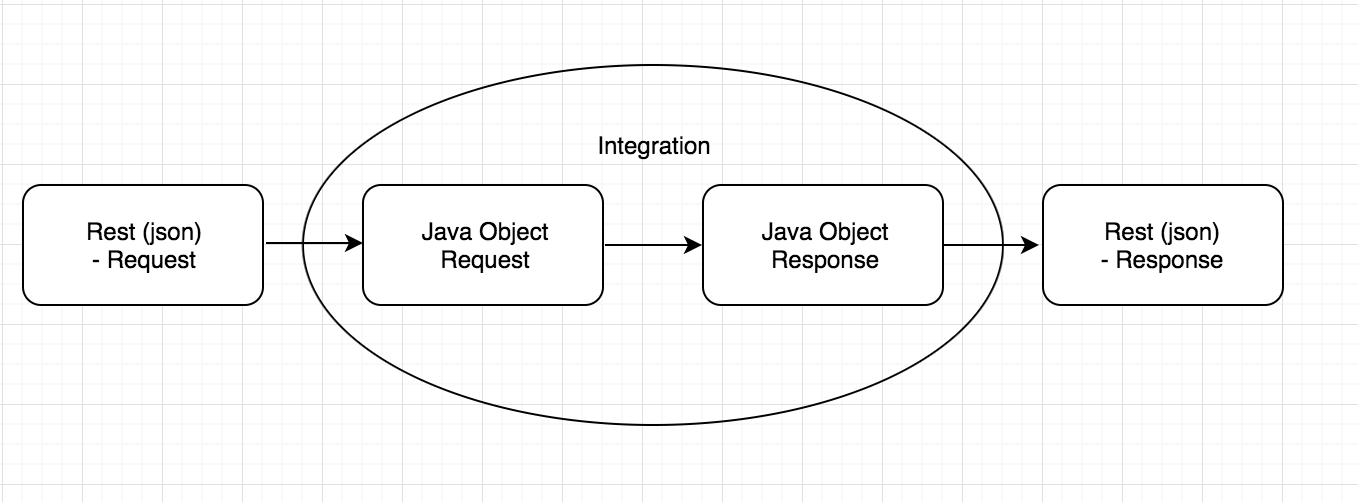 Integration
Rest (json)
- Request
Java Object
Request
Java Object
Response
Rest (json)
- Response